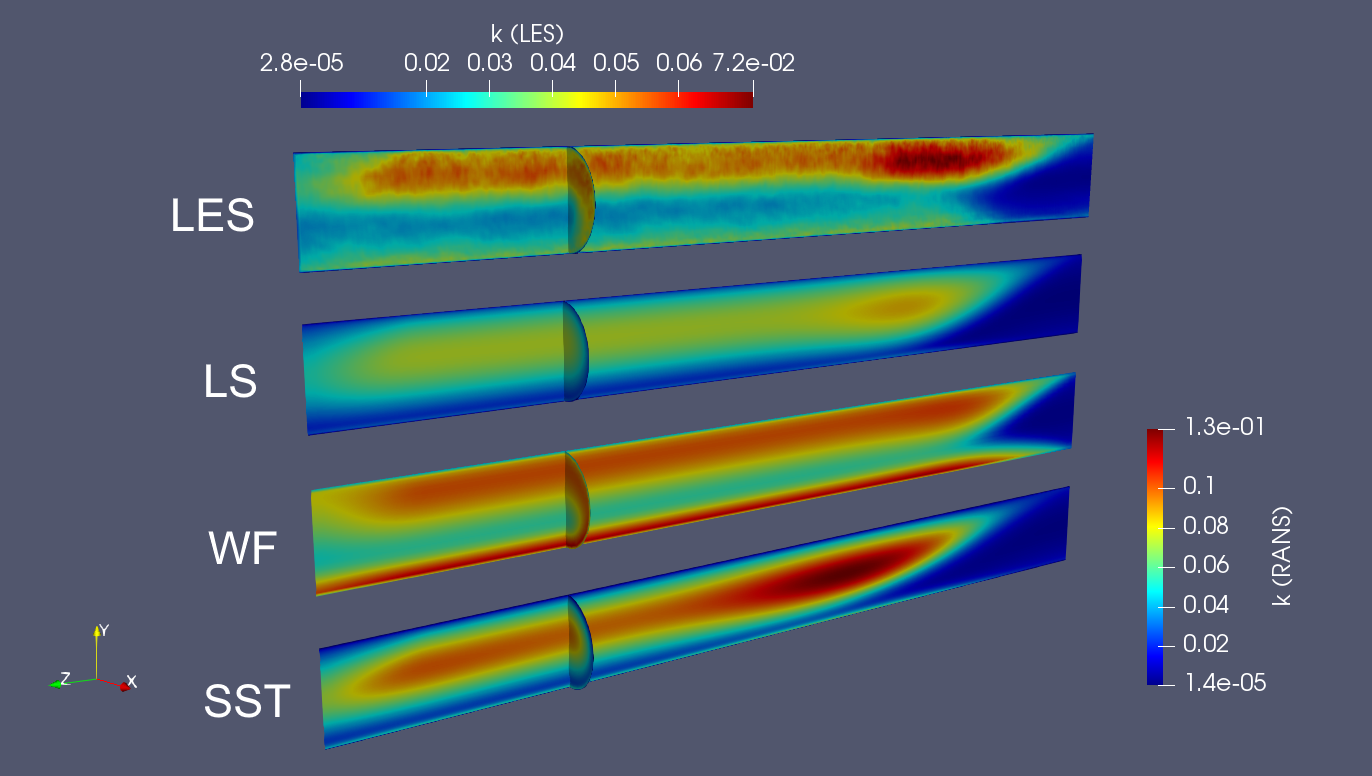 k (LES)
2.8e-05 0.02 0.03 0.04 0.05 0.06 7.2e-02
LES
LS
WF
SST
1.3e-01
0.1
0.08
0.06
0.04
0.02
1.4e-05
k (RANS)
Y
Z
X